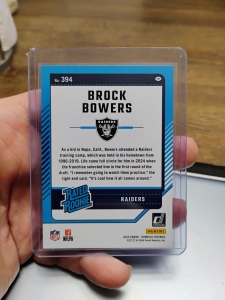 No. 394
BROCK
BOWERS
RAIDERS
As a kid in Napa, Calif., Bowers attended a Raiders
training camp, which was held in his hometown from
1996-2019. Life came full circle for him in 2024 when
the franchise selected him in the first round of the
draft. "I remember going to watch them practice," the
tight end said. "It's cool how it all comes around."
RATED
ROOKIE
RAIDERS
NFL
NFLPA
PANINI